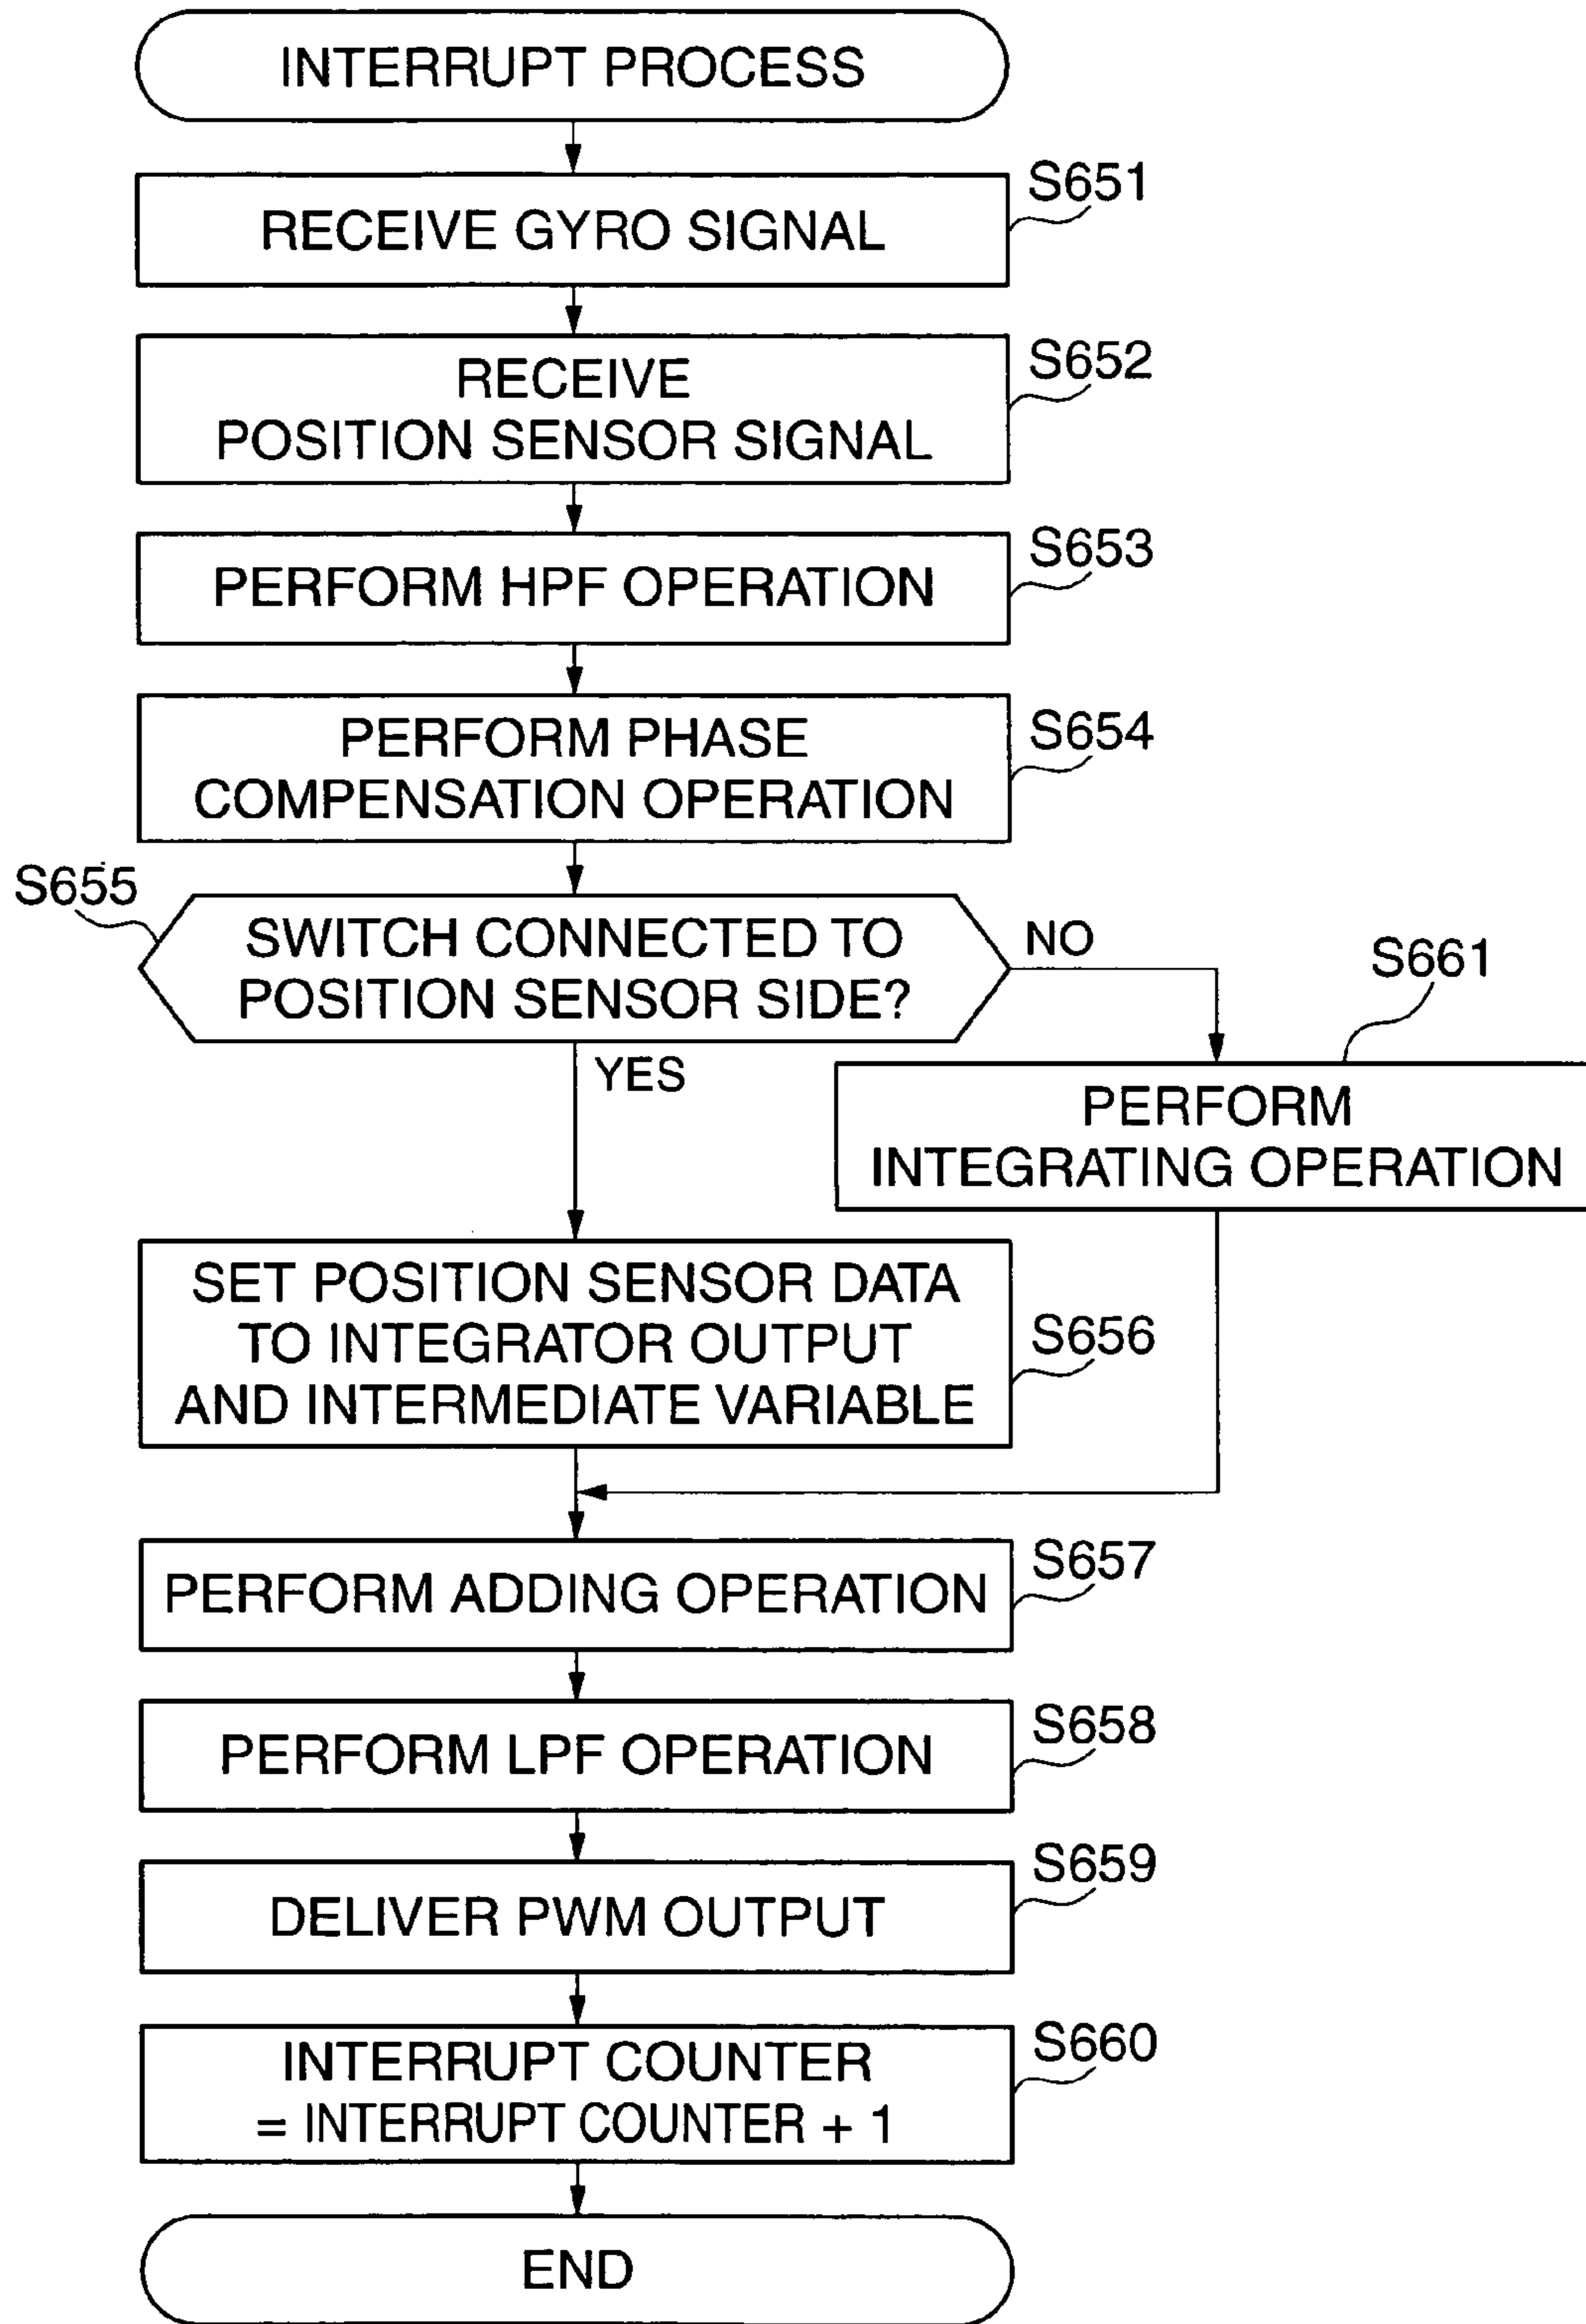 INTERRUPT PROCESS
S651
RECEIVE GYRO SIGNAL
S652
RECEIVE
POSITION SENSOR SIGNAL
S653
PERFORM HPF OPERATION
S654
PERFORM PHASE
COMPENSATION OPERATION
S655
SWITCH CONNECTED TO
POSITION SENSOR SIDE?
NO
YES
S661
PERFORM
INTEGRATING OPERATION
SET POSITION SENSOR DATA
TO INTEGRATOR OUTPUT
AND INTERMEDIATE VARIABLE
S656
S657
PERFORM ADDING OPERATION
S658
PERFORM LPF OPERATION
S659
DELIVER PWM OUTPUT
S660
INTERRUPT COUNTER
= INTERRUPT COUNTER + 1
END